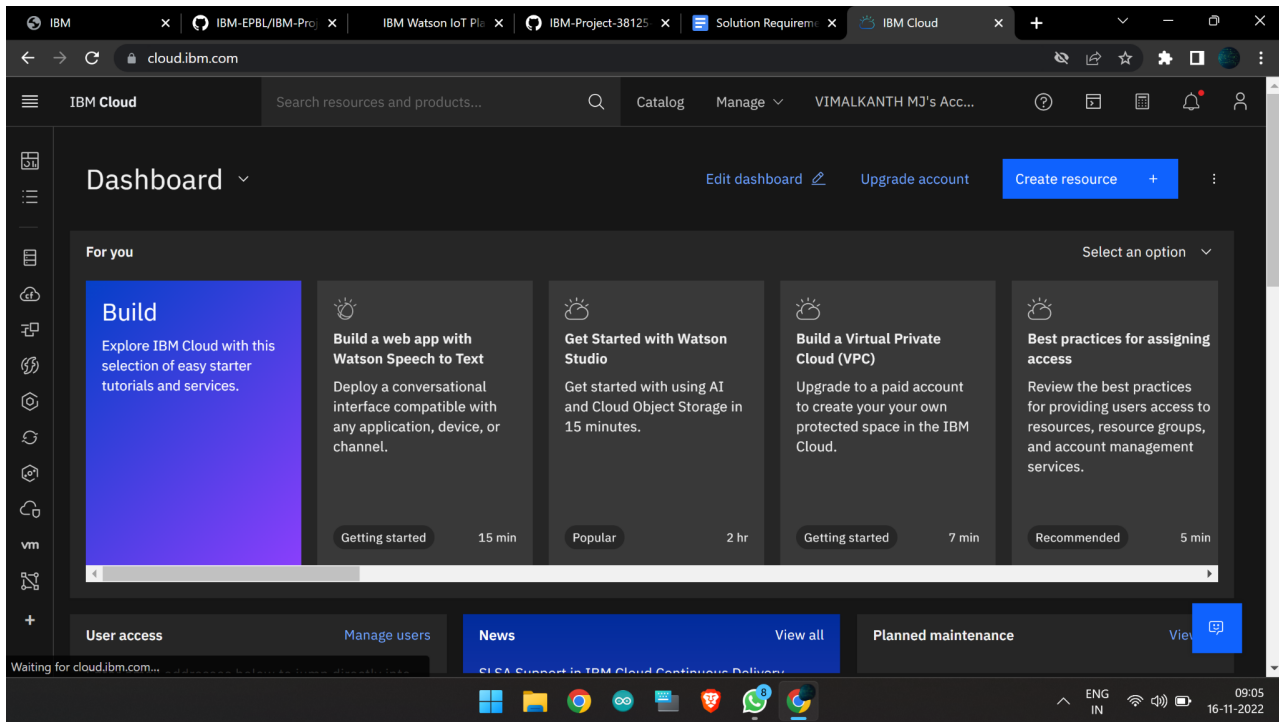 IBM
IBM-EPBL/IBM-Proj
IBM Watson IoT Pla
IBM-Project-38125-
Solution Requireme
IBM Cloud
cloud.ibm.com
IBM Cloud
Search resources and products...
Catalog
Manage
VIMALKANTH MJ's Acc...
Dashboard
Edit dashboard
Upgrade account
Create resource +
For you
Select an option
Build
Explore IBM Cloud with this
selection of easy starter
tutorials and services.
Build a web app with
Watson Speech to Text
Deploy a conversational
interface compatible with
any application, device, or
channel.
Getting started 15 min
Get Started with Watson
Studio
Get started with using AI
and Cloud Object Storage in
15 minutes.
Popular 2 hr
Build a Virtual Private
Cloud (VPC)
Upgrade to a paid account
to create your your own
protected space in the IBM
Cloud.
Getting started 7 min
Best practices for assigning
access
Review the best practices
for providing users access to
resources, resource groups,
and account management
services.
Recommended 5 min
cf
vm
User access Manage users
News View all
SLSA Support in IBM Cloud Continuous Delivery
Planned maintenance
Waiting for cloud.ibm.com...
8
ENG
IN
09:05
16-11-2022